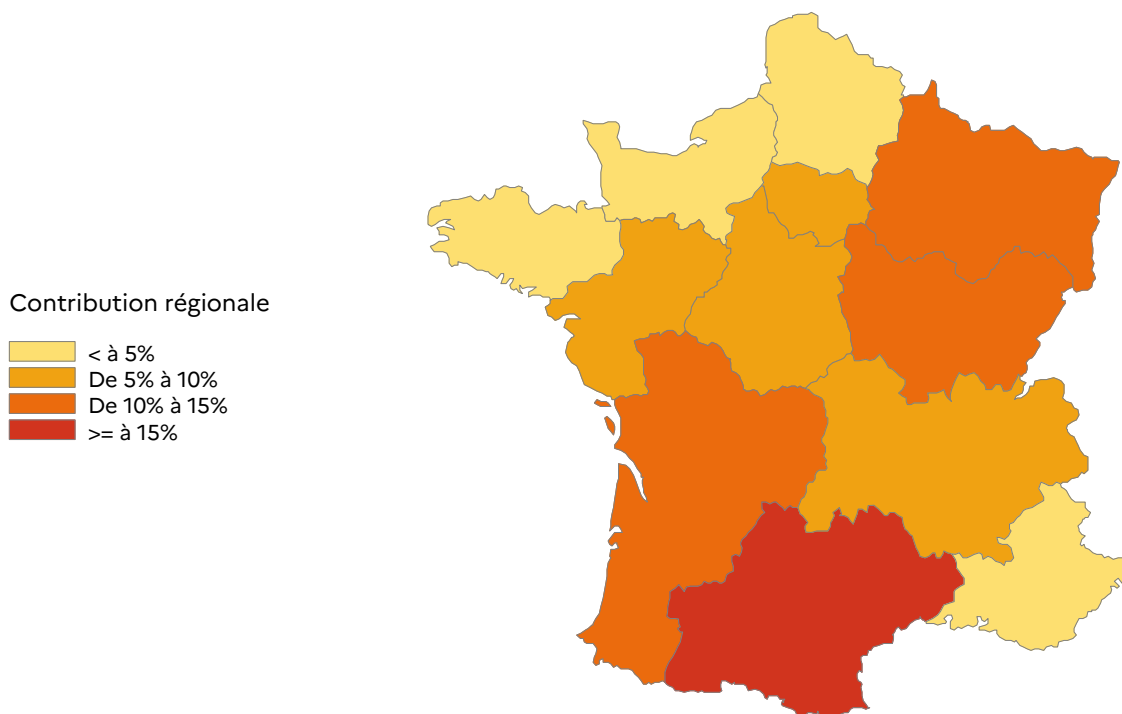 Contribution régionale
< à 5%
De 5% à 10%
De 10% à 15%
>= à 15%